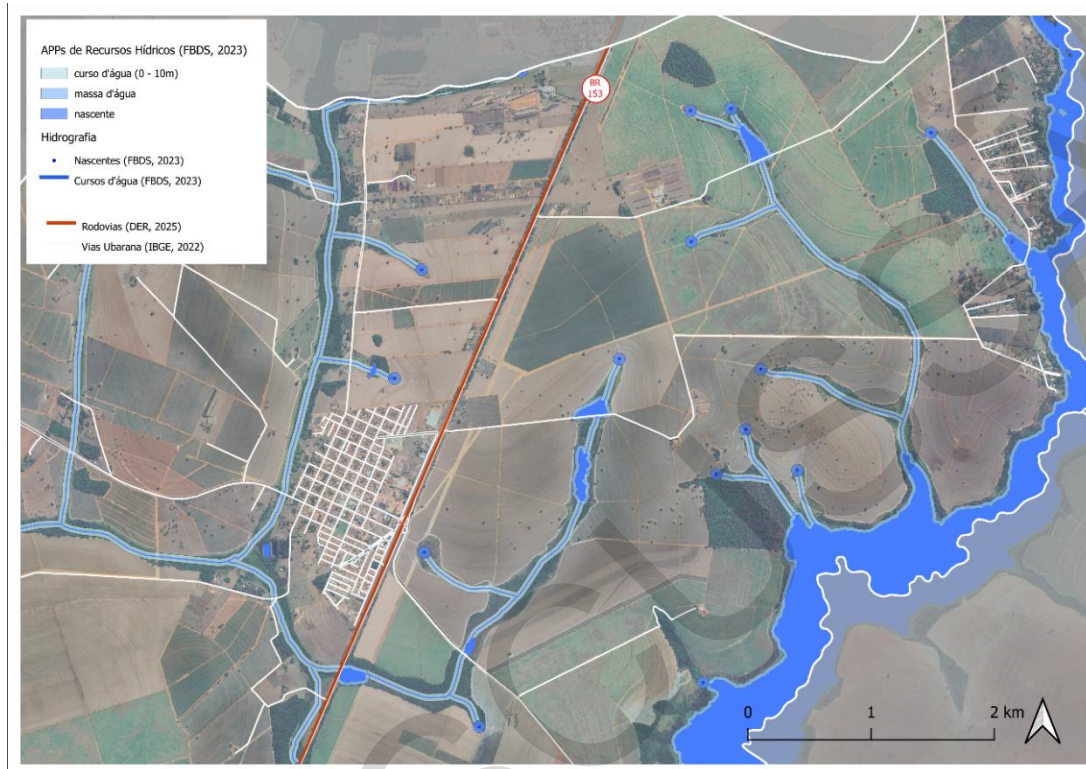 APPs de Recursos Hídricos (FBDS, 2023)
curso d'água (0 - 10m)
massa d'água
nascente
Hidrografia
Nascentes (FBDS, 2023)
Cursos d'água (FBDS, 2023)
Rodovias (DER, 2025)
Vias Ubarana (IBGE, 2022)
BR
153
0 1 2 km